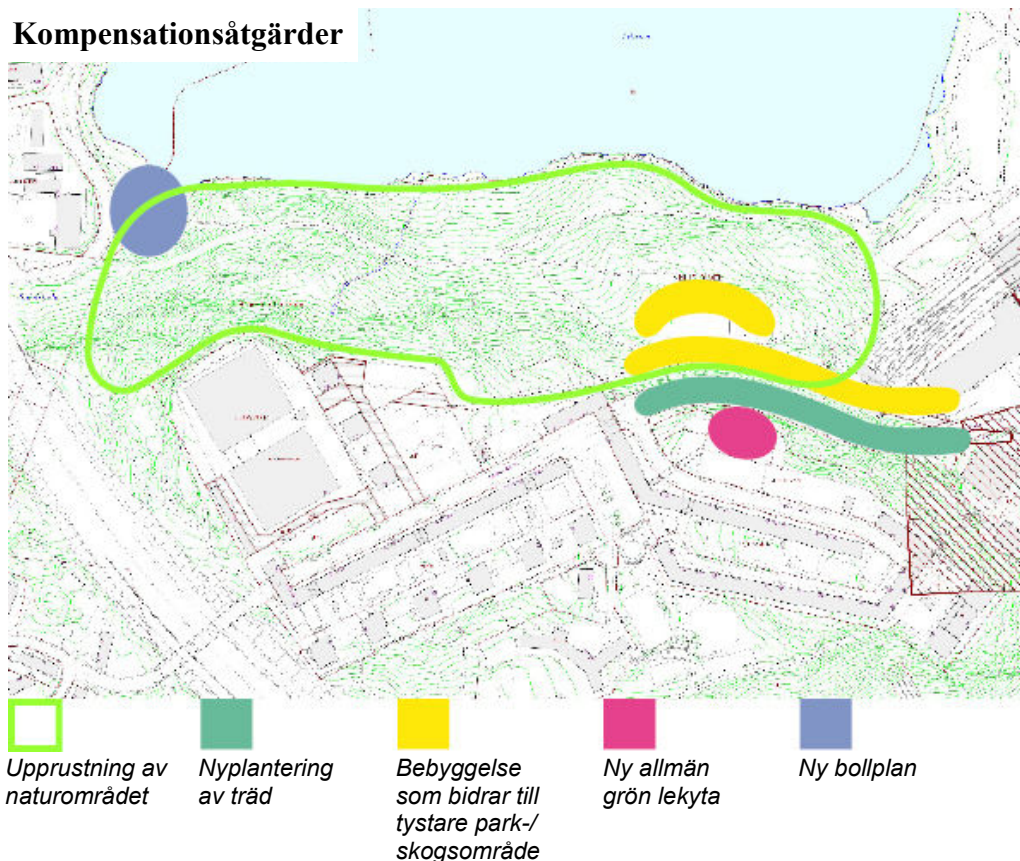 Kompensationsåtgärder
Upprustning av
naturområdet
Nyplantering
av träd
Bebyggelse
som bidrar till
tystare park-/
skogsområde
Ny allmän
grön lekyta
Ny bollplan